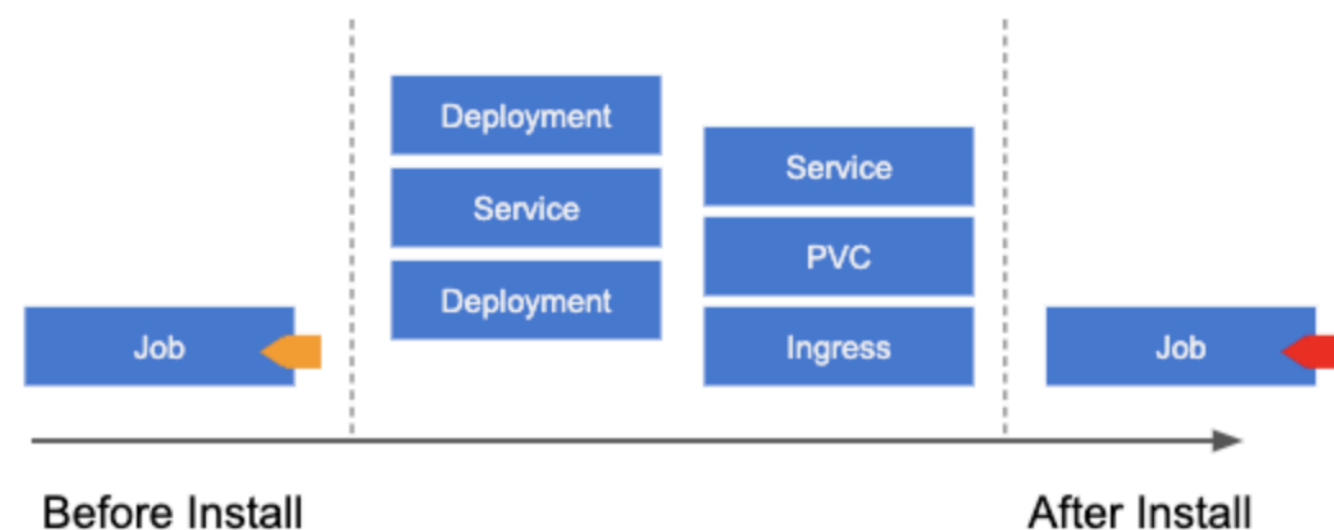 Deployment
Service
Deployment
Service
PVC
Ingress
Job
Job
Before Install
After Install